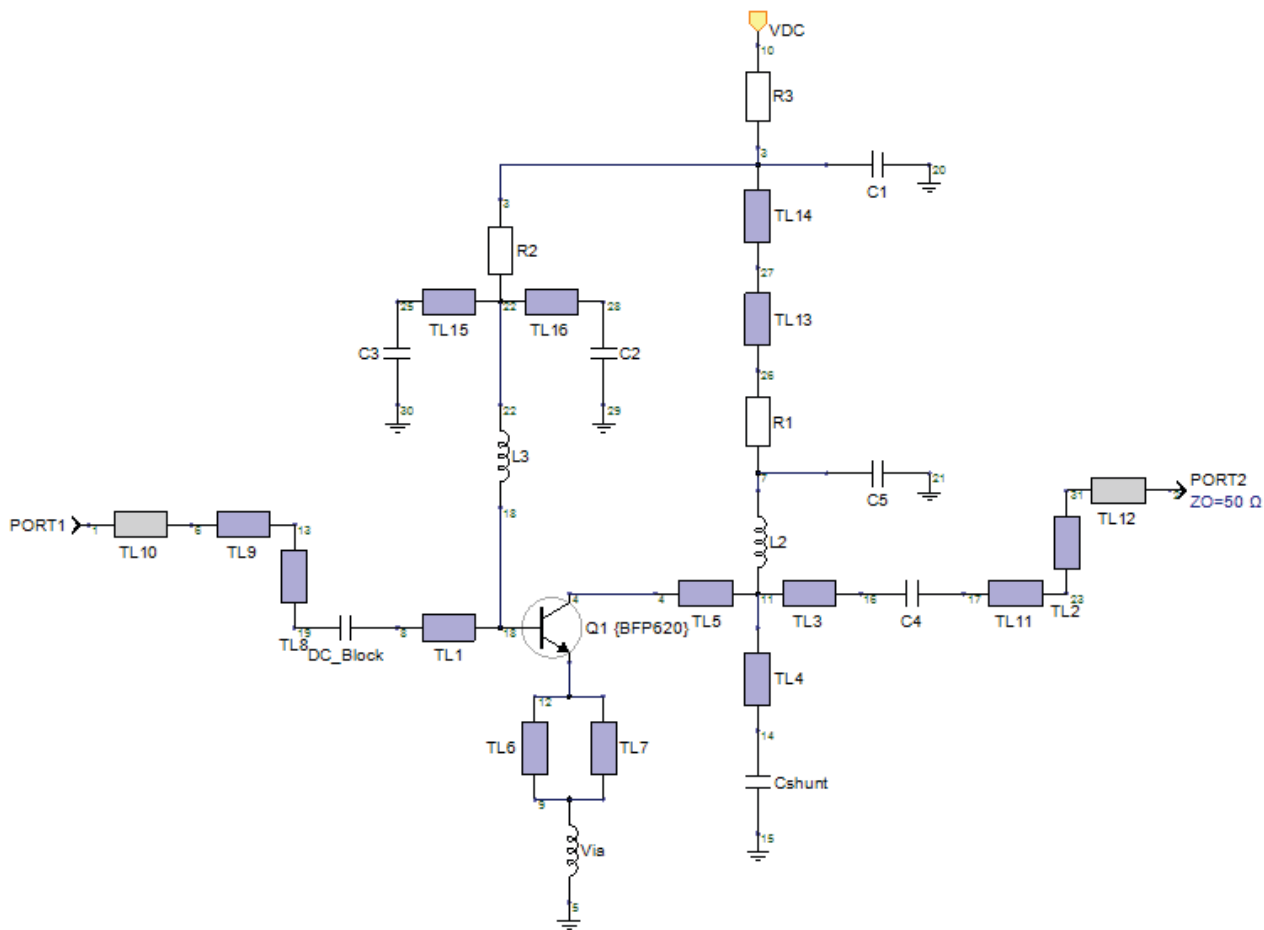 VDC
10
R3
3
20
C1
3
TL14
R2
27
25
22
28
TL15
TL16
TL13
C3
C2
26
30
22
29
R1
L3
7
21
C5
31
2
PORT2
ZO=50 Ω
TL12
18
PORT1
1
6
13
TL10
TL9
L2
4
4
11
16
17
23
TL5
TL3
C4
TL11
TL2
19
8
18
Q1 {BFP620}
TL8
DC_Block
TL1
TL4
12
14
TL6
TL7
Cshunt
9
15
Via
5